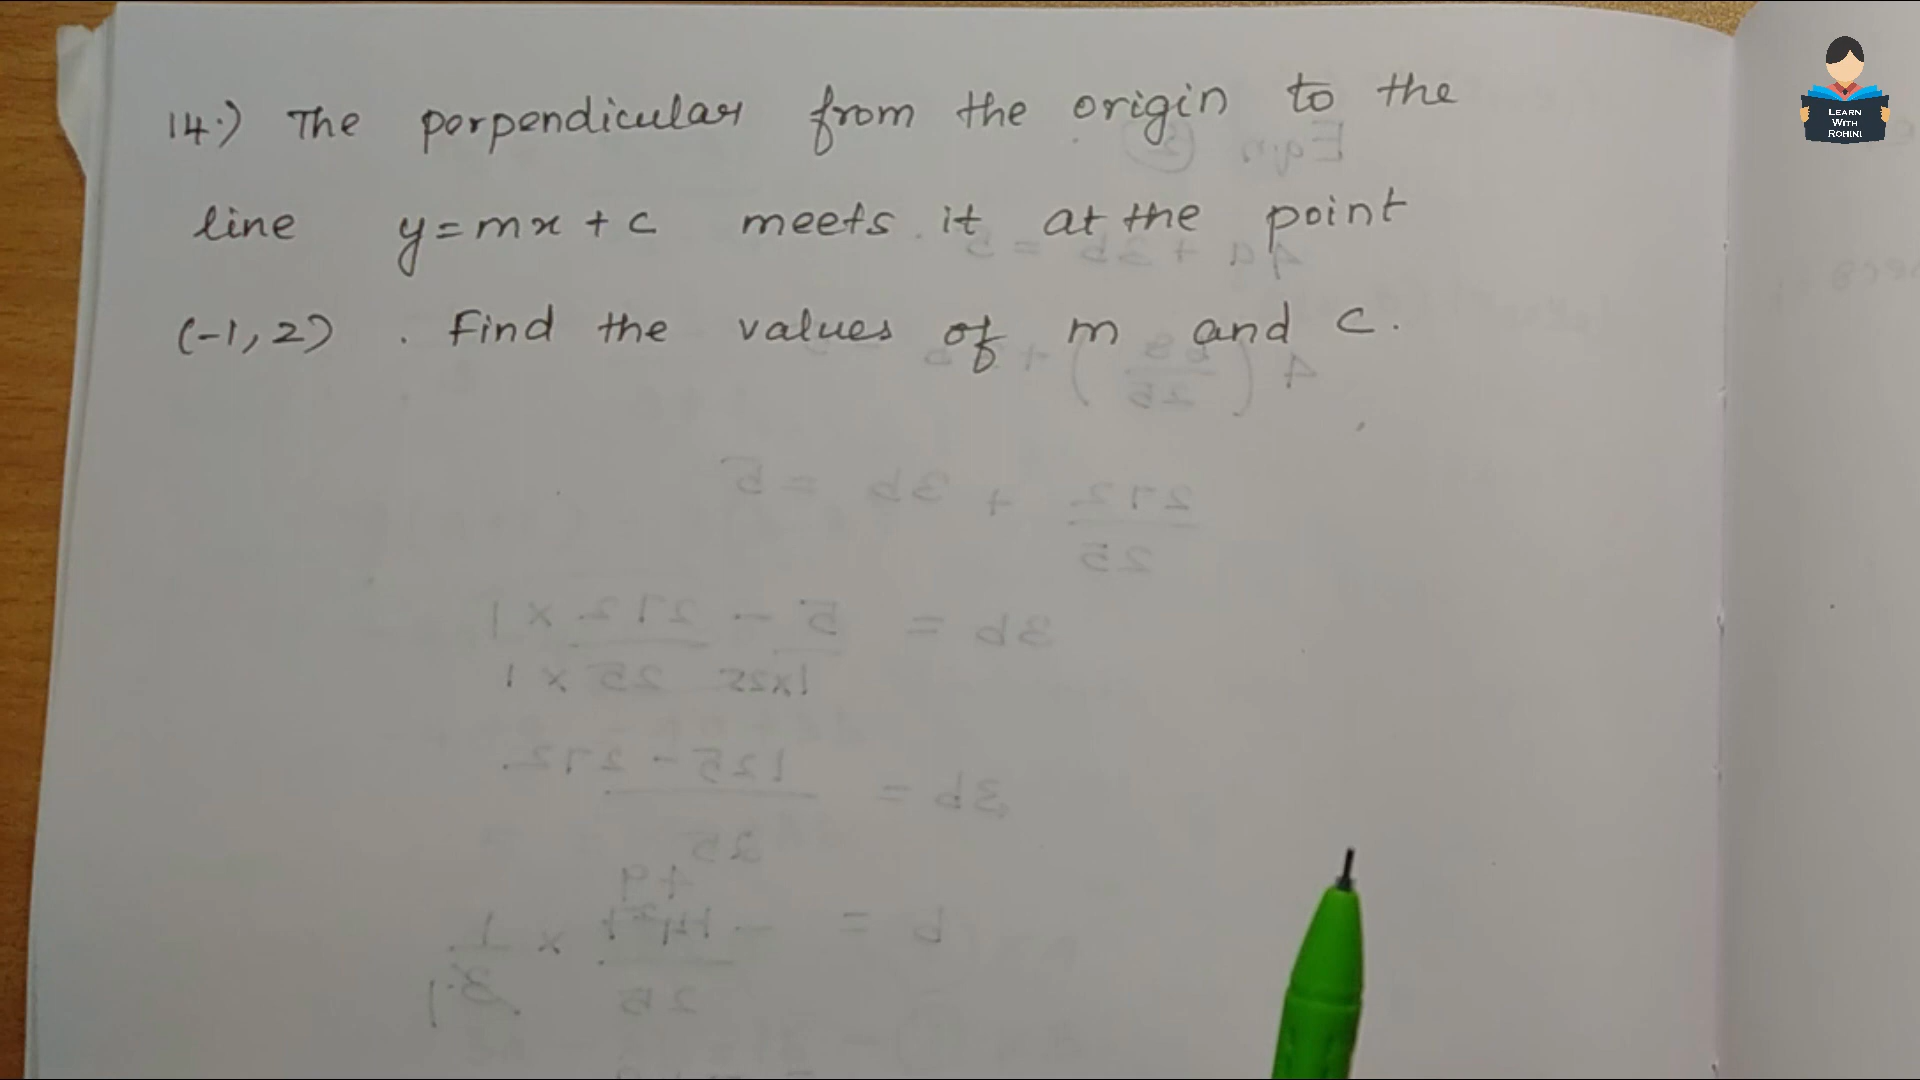 14.) The perpendicular from the origin to the
line y=mx+c meets it at the point
(-1,2). Find the values of m and c.
LEARN
WITH
ROHINI